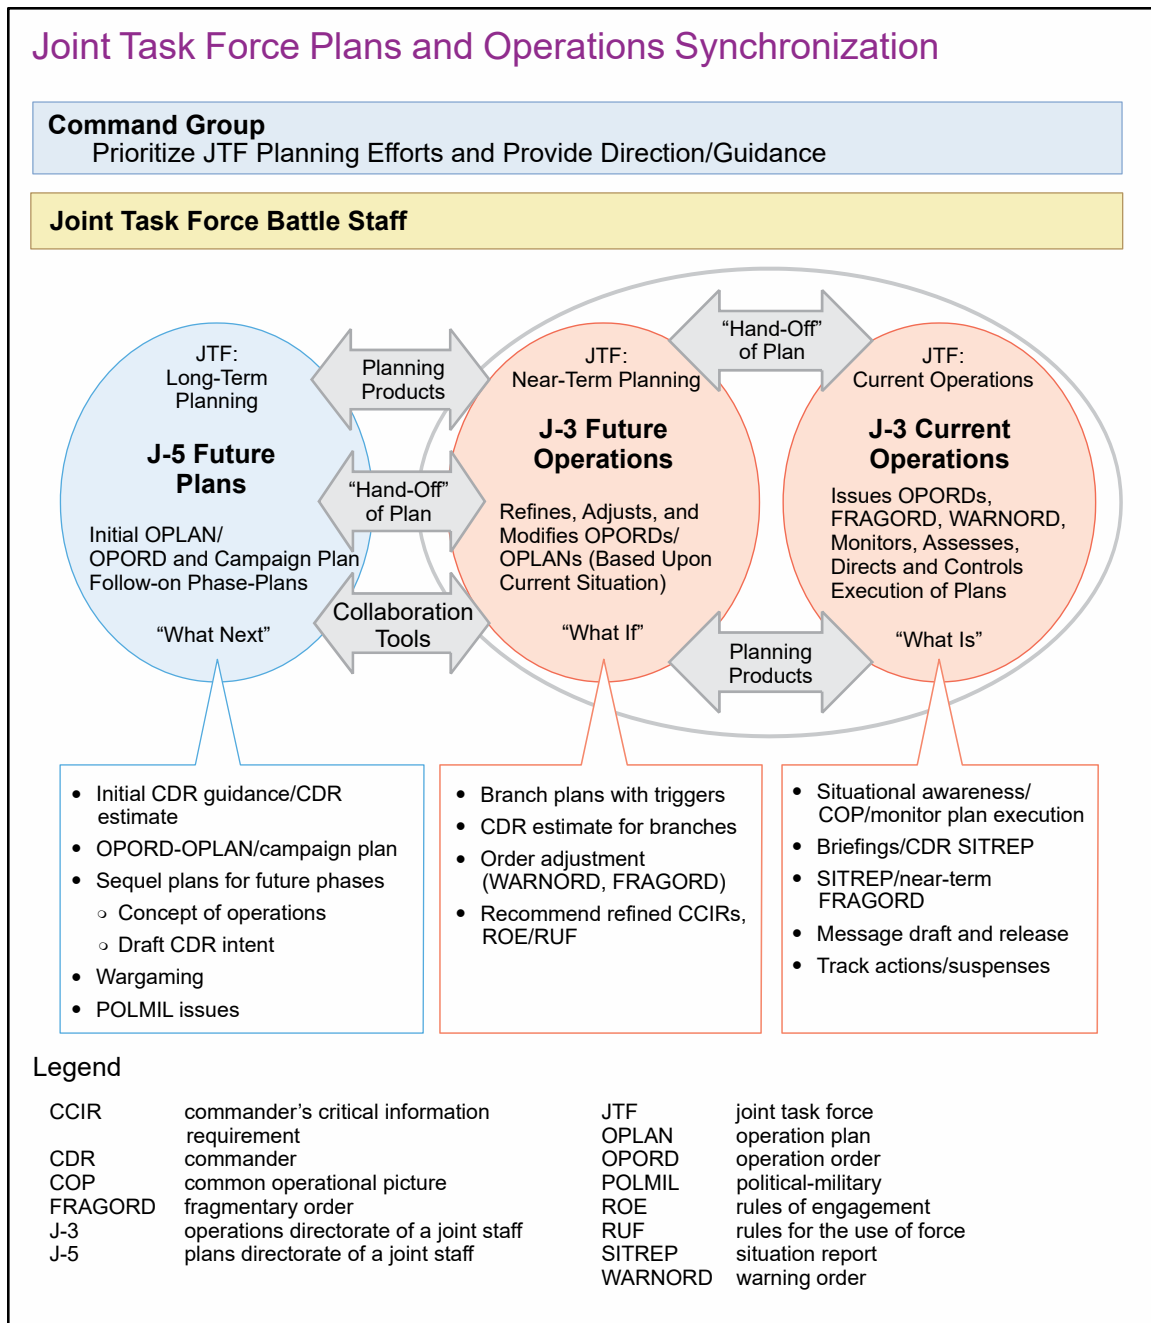 Joint Task Force Plans and Operations Synchronization
Command Group
Prioritize JTF Planning Efforts and Provide Direction/Guidance
Joint Task Force Battle Staff
JTF:
Long-Term
Planning
J-5 Future
Plans
Initial OPLAN/
OPORD and Campaign Plan
Follow-on Phase-Plans
“What Next”
Planning
Products
“Hand-Off”
of Plan
Collaboration
Tools
JTF:
Near-Term Planning
J-3 Future
Operations
Refines, Adjusts, and
Modifies OPORDs/
OPLANs (Based Upon
Current Situation)
“What If”
“Hand-Off”
of Plan
Planning
Products
JTF:
Current Operations
J-3 Current
Operations
Issues OPORDs,
FRAGORD, WARNORD,
Monitors, Assesses,
Directs and Controls
Execution of Plans
“What Is”
• Initial CDR guidance/CDR
estimate
• OPORD-OPLAN/campaign plan
• Sequel plans for future phases
○ Concept of operations
○ Draft CDR intent
• Wargaming
• POLMIL issues
• Branch plans with triggers
• CDR estimate for branches
• Order adjustment
(WARNORD, FRAGORD)
• Recommend refined CCIRs,
ROE/RUF
• Situational awareness/
COP/monitor plan execution
• Briefings/CDR SITREP
• SITREP/near-term
FRAGORD
• Message draft and release
• Track actions/suspenses
Legend
CCIR commander’s critical information
requirement
CDR commander
COP common operational picture
FRAGORD fragmentary order
J-3 operations directorate of a joint staff
J-5 plans directorate of a joint staff
JTF joint task force
OPLAN operation plan
OPORD operation order
POLMIL political-military
ROE rules of engagement
RUF rules for the use of force
SITREP situation report
WARNORD warning order